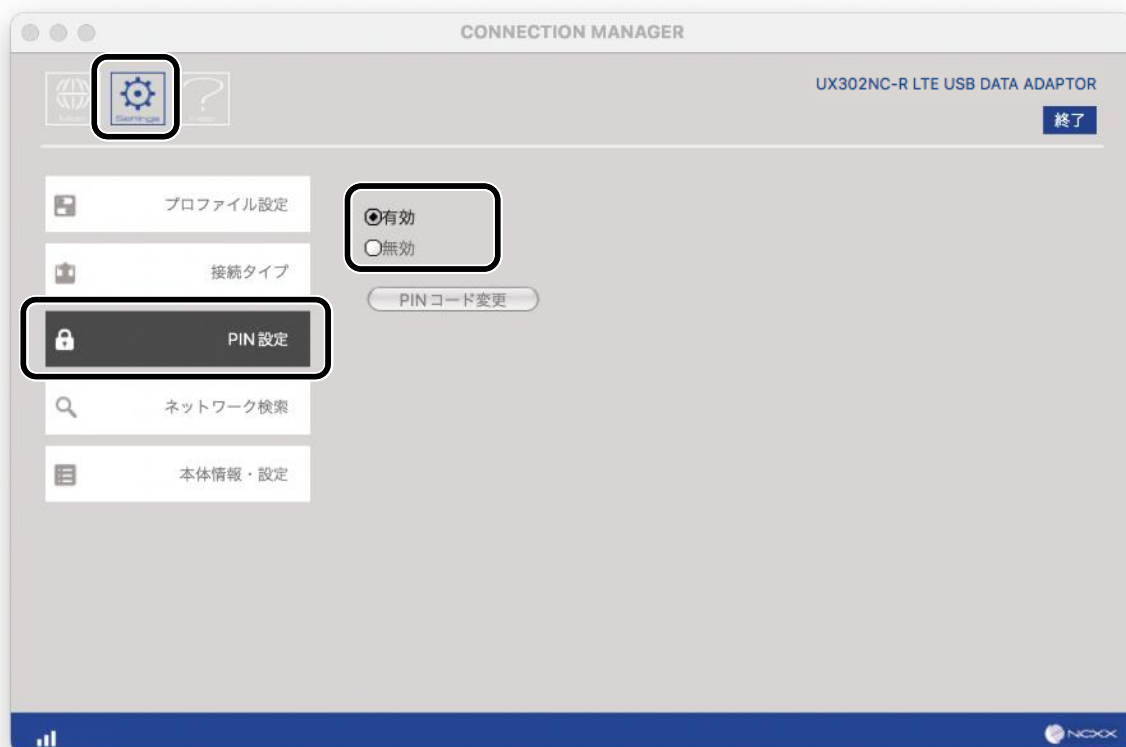 CONNECTION MANAGER
Settings
UX302NC-R LTE USB DATA ADAPTOR
終了
プロファイル設定
接続タイプ
PIN設定
ネットワーク検索
本体情報・設定
有効
無効
PINコード変更
NCXX